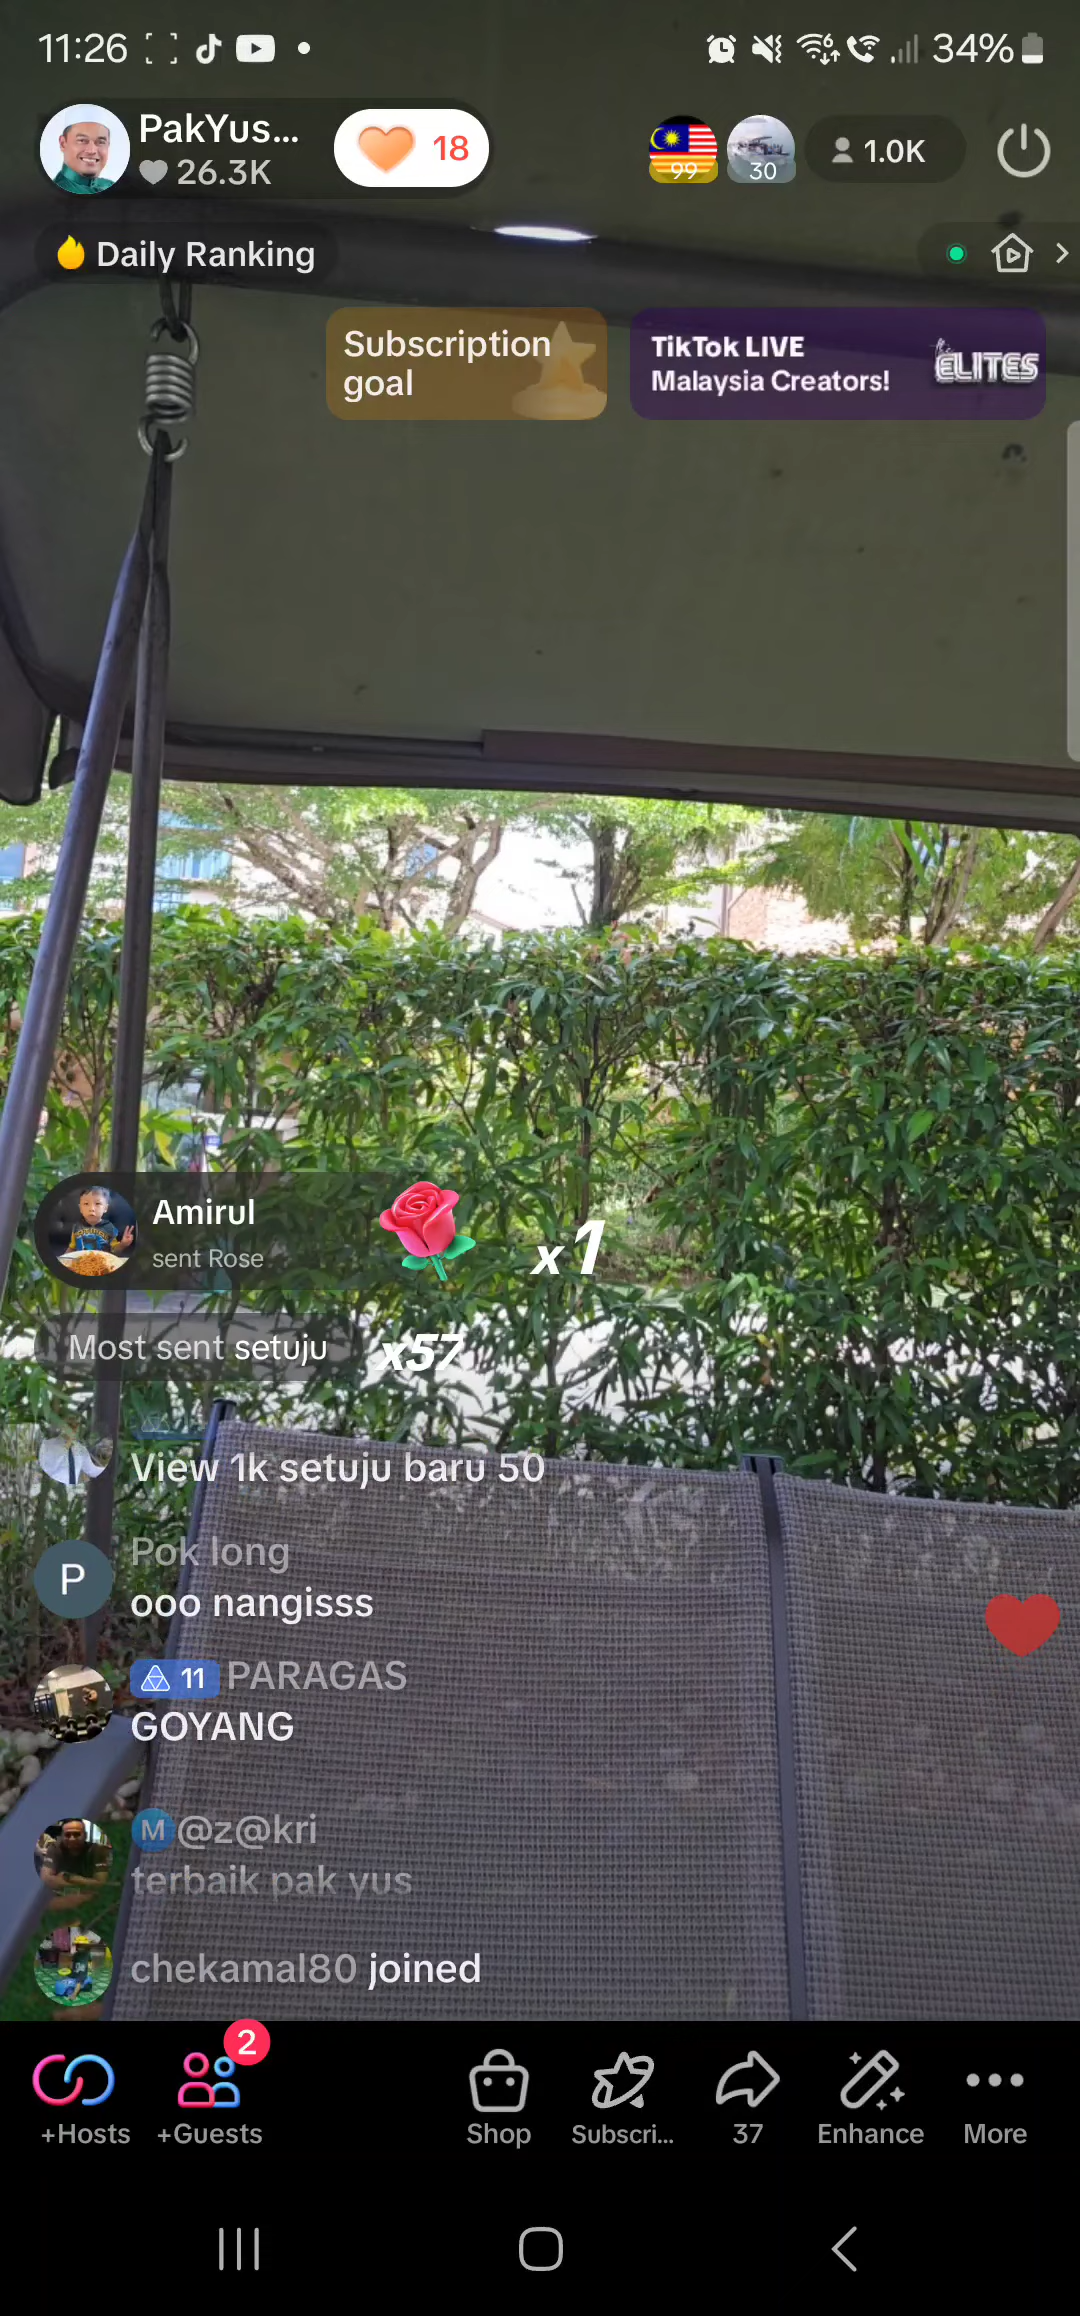 11:26
34%
PakYus...
26.3K
18
99
30
1.0K
Daily Ranking
Subscription
goal
TikTok LIVE
Malaysia Creators!
the
ELITES
Amirul
sent Rose
x1
Most sent setuju
x57
View 1k setuju baru 50
Pok long
P
ooo nangisss
11 PARAGAS
GOYANG
M @z@kri
terbaik pak yus
chekamal80 joined
2
+Hosts
+Guests
Shop
Subscri...
37
Enhance
More